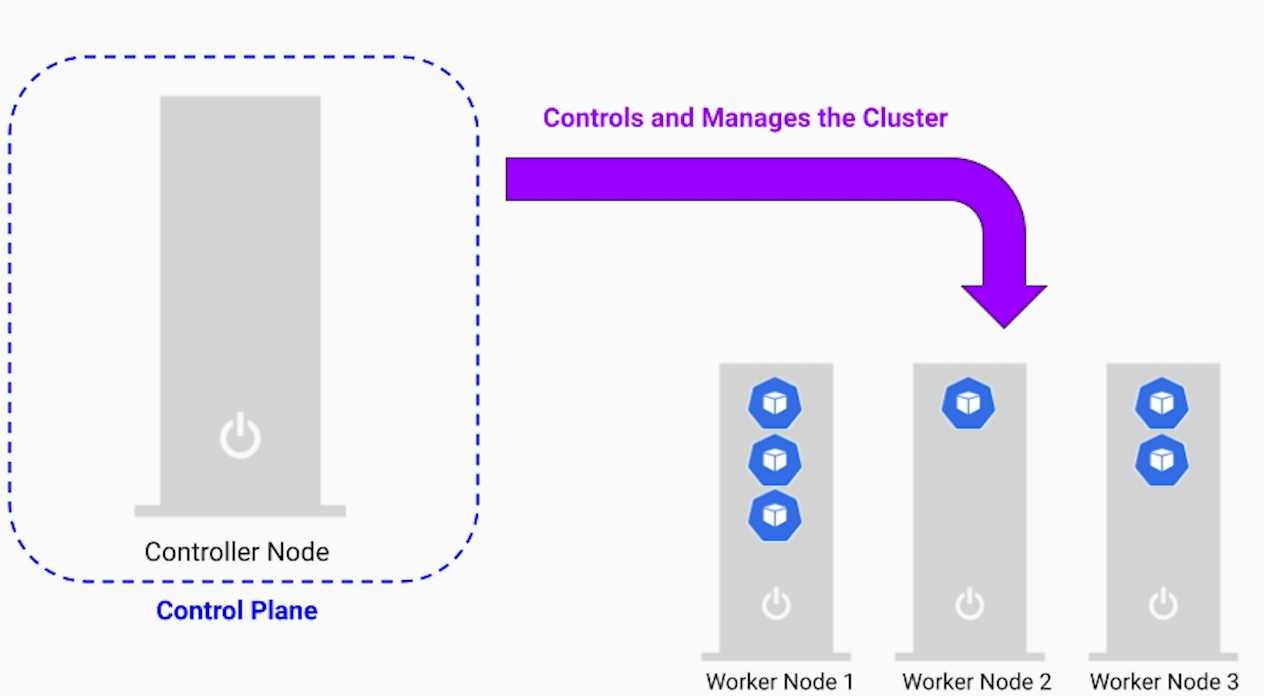 Controls and Manages the Cluster
Controller Node
Control Plane
Worker Node 1
Worker Node 2
Worker Node 3